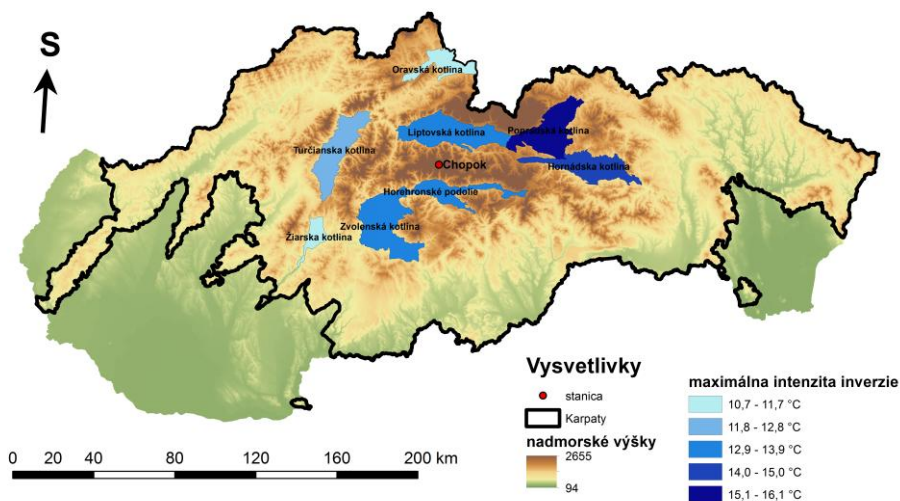 S
Oravská kotlina
Liptovská kotlina
Popradská kotlina
Turčianska kotlina
Chopok
Hornádska kotlina
Horehronské podolie
Zvolenská kotlina
Žiarska kotlina
Vysvetlivky
stanica
Karpaty
nadmorské výšky
2655
94
maximálna intenzita inverzie
10,7 - 11,7 °C
11,8 - 12,8 °C
12,9 - 13,9 °C
14,0 - 15,0 °C
15,1 - 16,1 °C
0 20 40 80 120 160 200 km